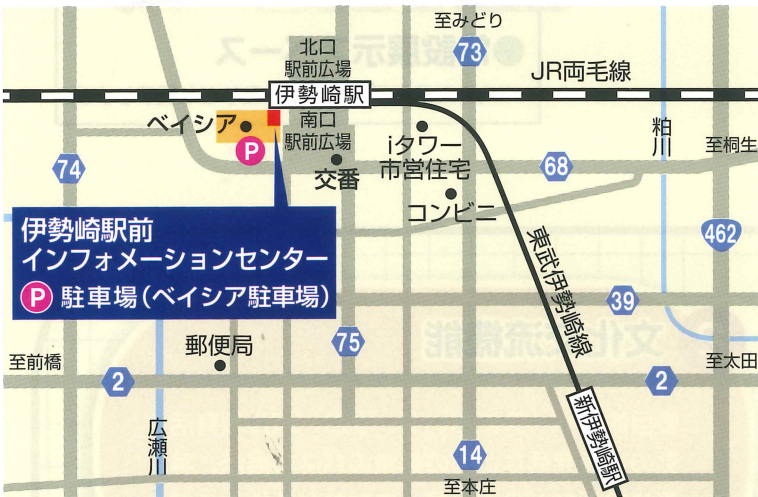 至みどり
73
北口
駅前広場
JR両毛線
伊勢崎駅
ベイシア
南口
駅前広場
iタワー
市営住宅
粕川
至桐生
P
交番
74
68
コンビニ
462
伊勢崎駅前
インフォメーションセンター
P 駐車場(ベイシア駐車場)
東武伊勢崎線
39
75
郵便局
至前橋
至太田
2
2
広瀬川
新伊勢崎駅
14
至本庄